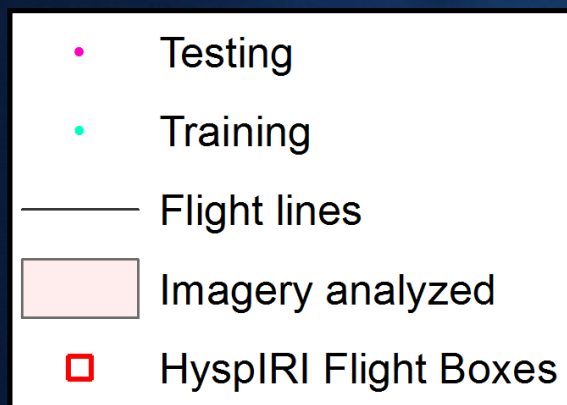 Testing
Training
Flight lines
Imagery analyzed
HyspIRI Flight Boxes